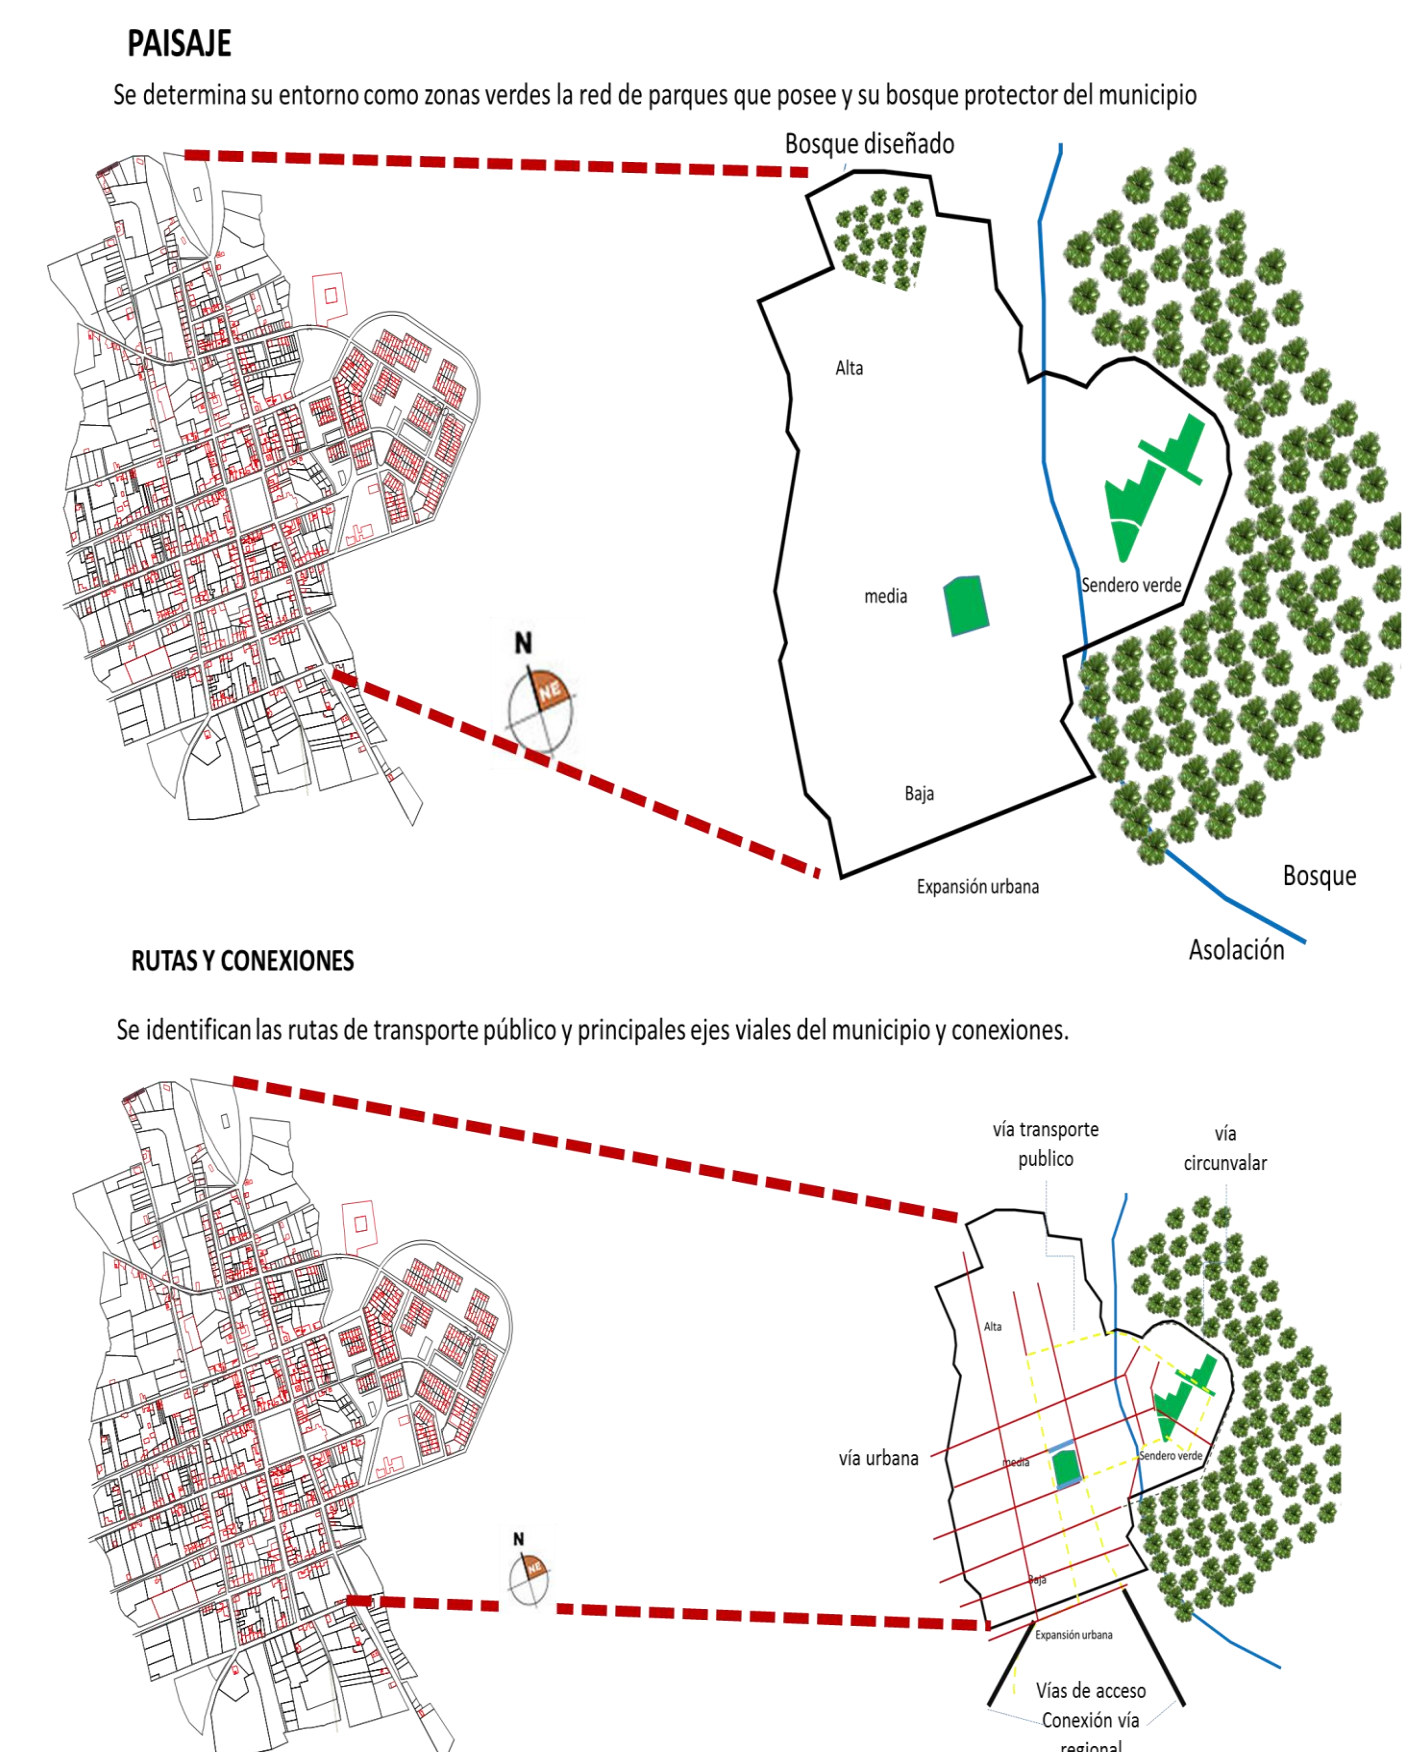 PAISAJE
Se determina su entorno como zonas verdes la red de parques que posee y su bosque protector del municipio
Bosque diseñado
Alta
Sendero verde
media
N
NE
Baja
Expansión urbana
Bosque
Asolación
RUTAS Y CONEXIONES
Se identifican las rutas de transporte público y principales ejes viales del municipio y conexiones.
vía transporte
publico
vía
circunvalar
Alta
vía urbana
media
Sendero verde
N
NE
Baja
Expansión urbana
Vías de acceso
Conexión vía
regional